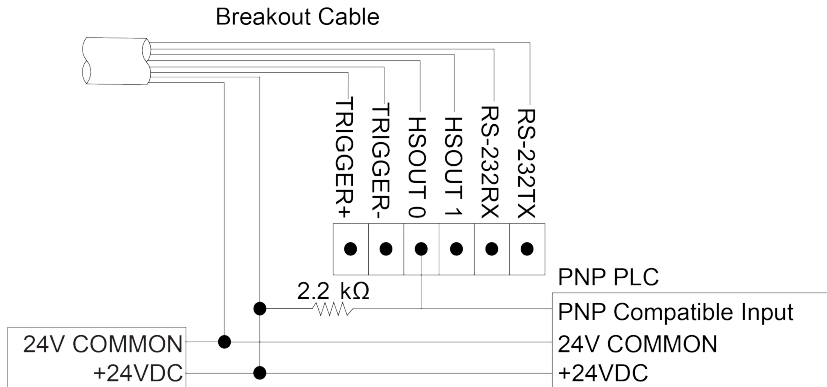 Breakout Cable
TRIGGER+
TRIGGER-
HSOUT 0
HSOUT 1
RS-232RX
RS-232TX
2.2 kΩ
PNP PLC
PNP Compatible Input
24V COMMON
+24VDC
24V COMMON
+24VDC